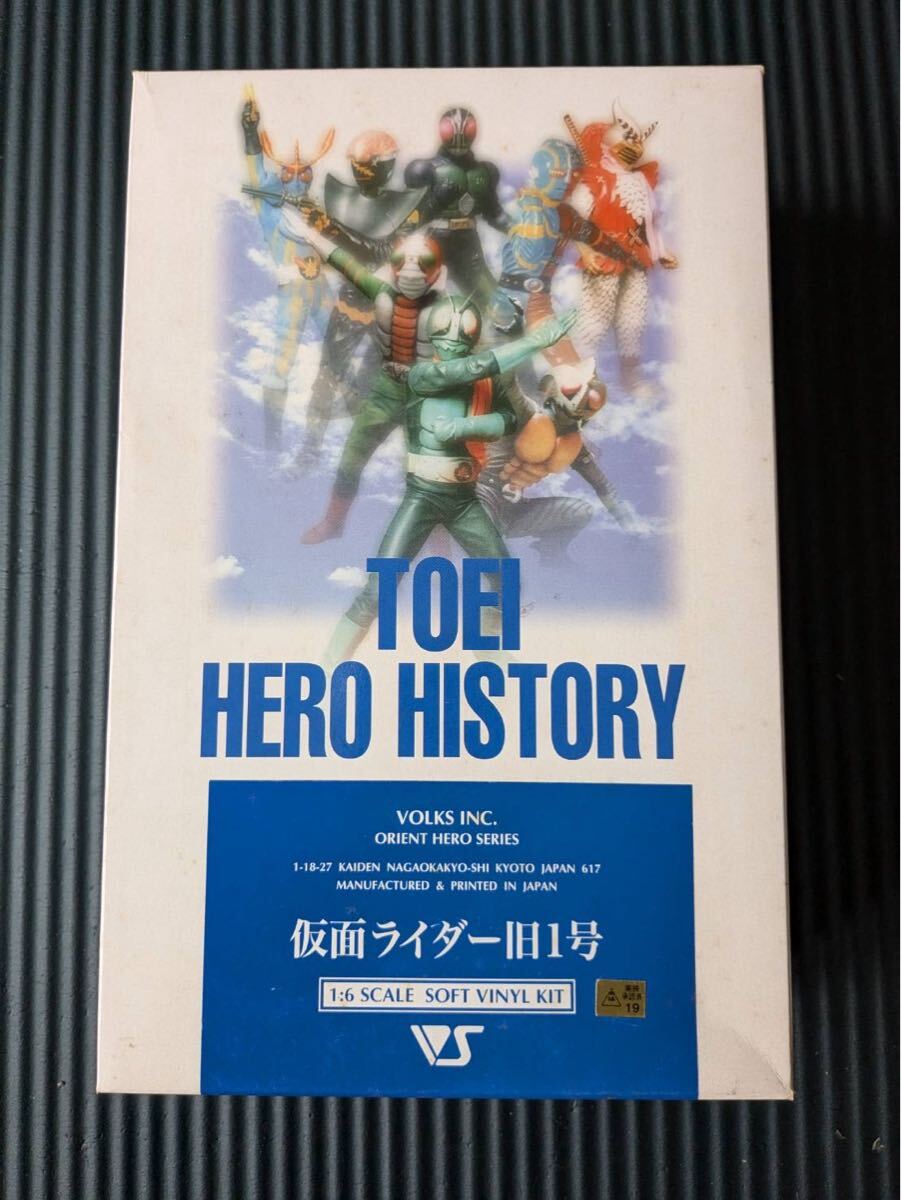 TOEI
HERO HISTORY
VOLKS INC.
ORIENT HERO SERIES
1-18-27 KAIDEN NAGAOKAKYO-SHI KYOTO JAPAN 617
MANUFACTURED & PRINTED IN JAPAN
仮面ライダー旧1号
1:6 SCALE SOFT VINYL KIT
19
VS